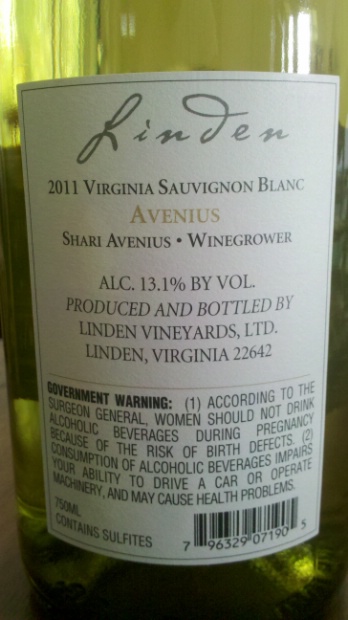 Linden
2011 VIRGINIA SAUVIGNON BLANC
AVENIUS
SHARI AVENIUS • WINEGROWER
ALC. 13.1% BY VOL.
PRODUCED AND BOTTLED BY
LINDEN VINEYARDS, LTD.
LINDEN, VIRGINIA 22642
GOVERNMENT WARNING: (1) ACCORDING TO THE
SURGEON GENERAL, WOMEN SHOULD NOT DRINK
ALCOHOLIC BEVERAGES DURING PREGNANCY
BECAUSE OF THE RISK OF BIRTH DEFECTS. (2)
CONSUMPTION OF ALCOHOLIC BEVERAGES IMPAIRS
YOUR ABILITY TO DRIVE A CAR OR OPERATE
MACHINERY, AND MAY CAUSE HEALTH PROBLEMS.
750ML
CONTAINS SULFITES
7 96329 07190 5